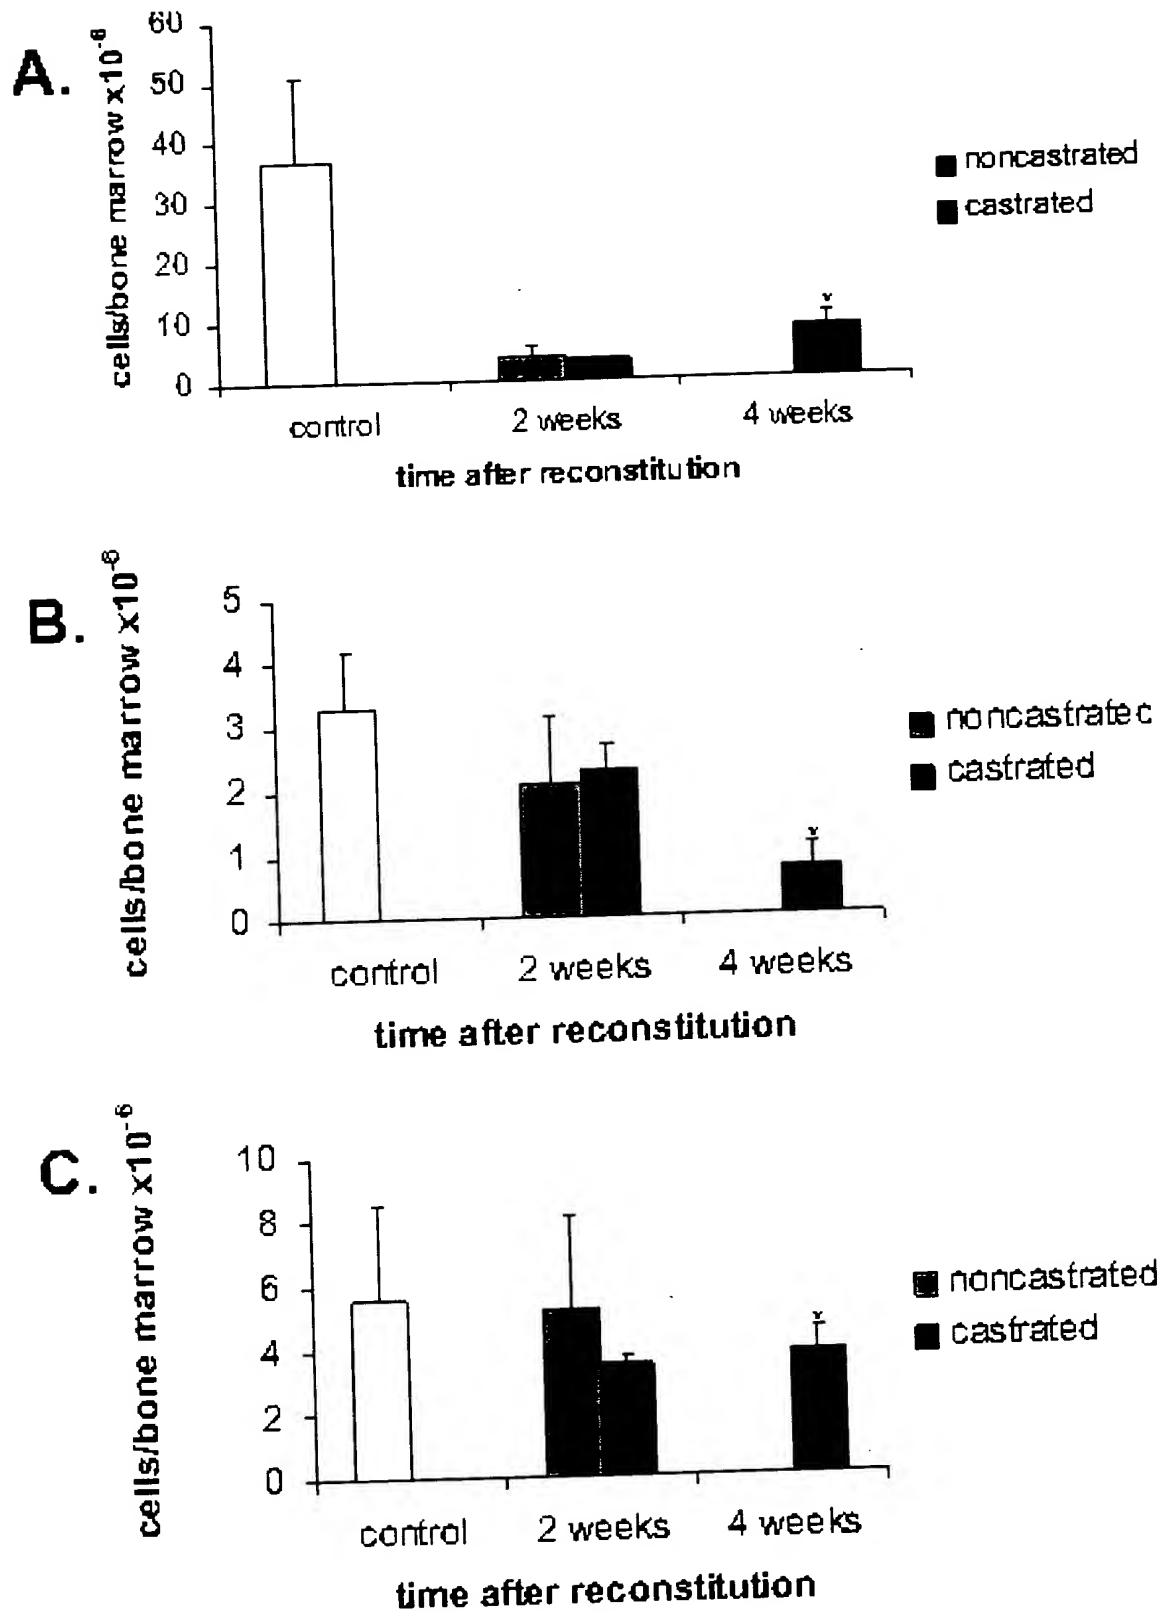 A.
cells/bone marrow x10-6
60
50
40
30
20
10
0
control
2 weeks
4 weeks
*
time after reconstitution
noncastrated
castrated
B.
cells/bone marrow x10-6
5
4
3
2
1
0
control
2 weeks
4 weeks
*
time after reconstitution
noncastratec
castrated
C.
cells/bone marrow x10-6
10
8
6
4
2
0
control
2 weeks
4 weeks
*
time after reconstitution
noncastrated
castrated